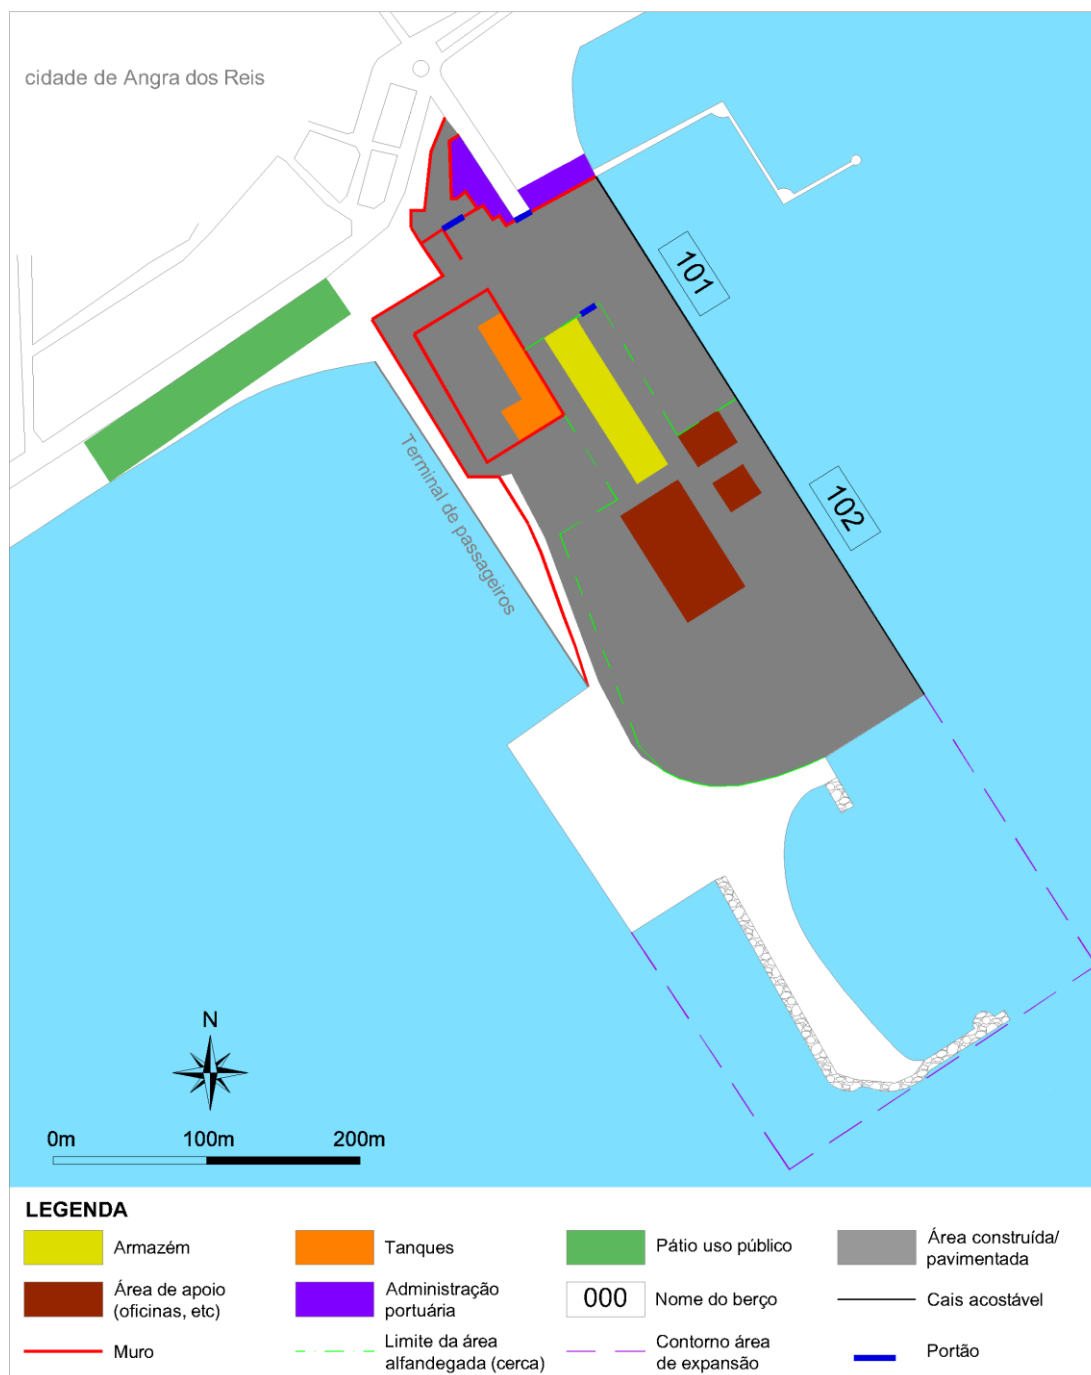 cidade de Angra dos Reis
101
102
Terminal de passageiros
N
0m 100m 200m
LEGENDA
Armazém
Tanques
Pátio uso público
Área construída/
pavimentada
Área de apoio
(oficinas, etc)
Administração
portuária
000
Nome do berço
Cais acostável
Muro
Limite da área
alfandegada (cerca)
Contorno área
de expansão
Portão